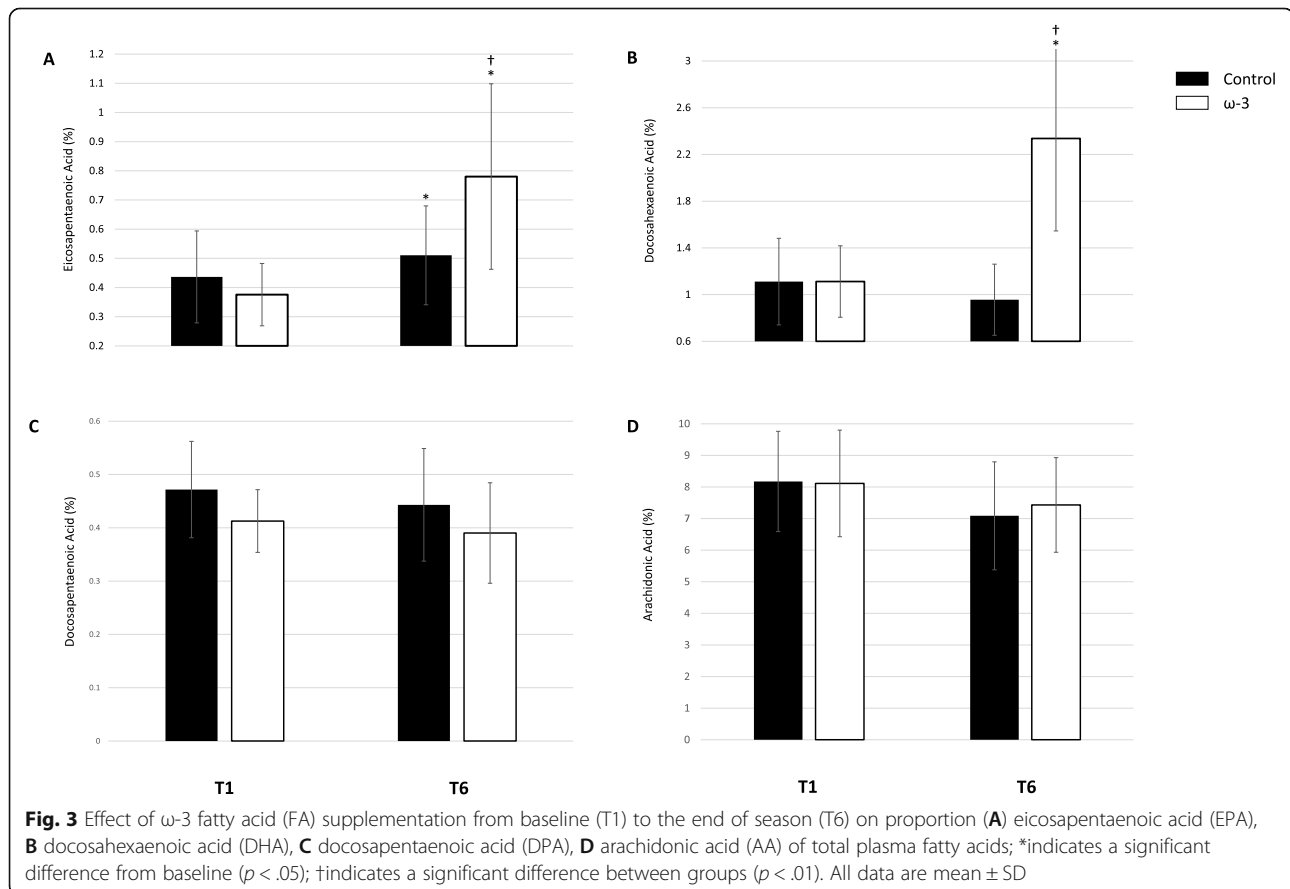 A
Eicosapentaenoic Acid (%)
1.2
1.1
1
0.9
0.8
0.7
0.6
0.5
0.4
0.3
0.2
*
†
*
B
Docosahexaenoic Acid (%)
3
2.6
2.2
1.8
1.4
1
0.6
†
*
Control
ω-3
C
Docosapentaenoic Acid (%)
0.6
0.5
0.4
0.3
0.2
0.1
0
T1 T6
D
Arachidonic Acid (%)
10
9
8
7
6
5
4
3
2
1
0
T1 T6
Fig. 3 Effect of ω-3 fatty acid (FA) supplementation from baseline (T1) to the end of season (T6) on proportion (A) eicosapentaenoic acid (EPA),
B docosahexaenoic acid (DHA), C docosapentaenoic acid (DPA), D arachidonic acid (AA) of total plasma fatty acids; *indicates a significant
difference from baseline (p < .05); †indicates a significant difference between groups (p < .01). All data are mean ± SD